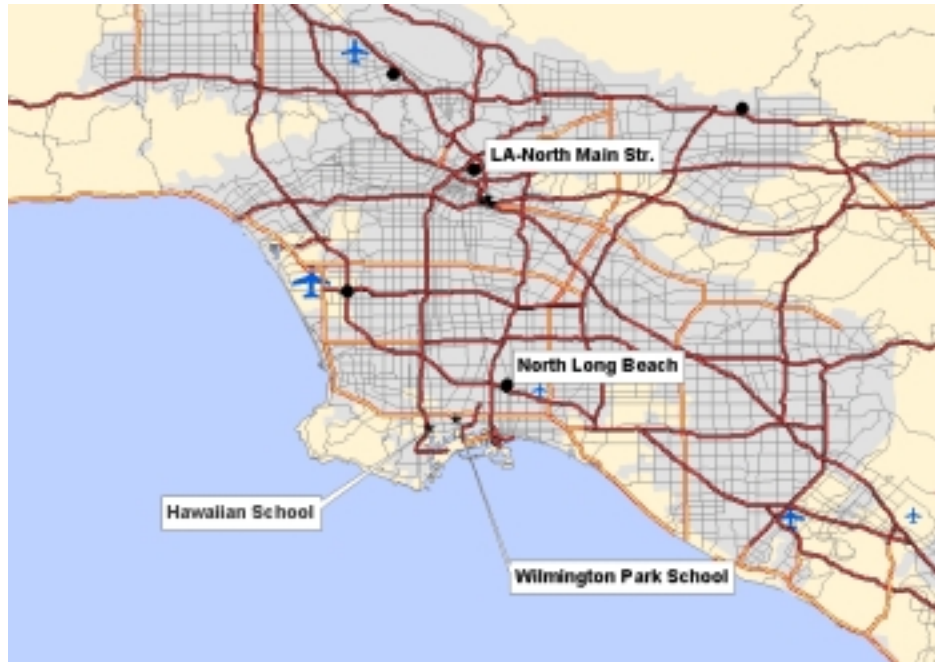 LA-North Main Str.
North Long Beach
Hawaiian School
Wilmington Park School